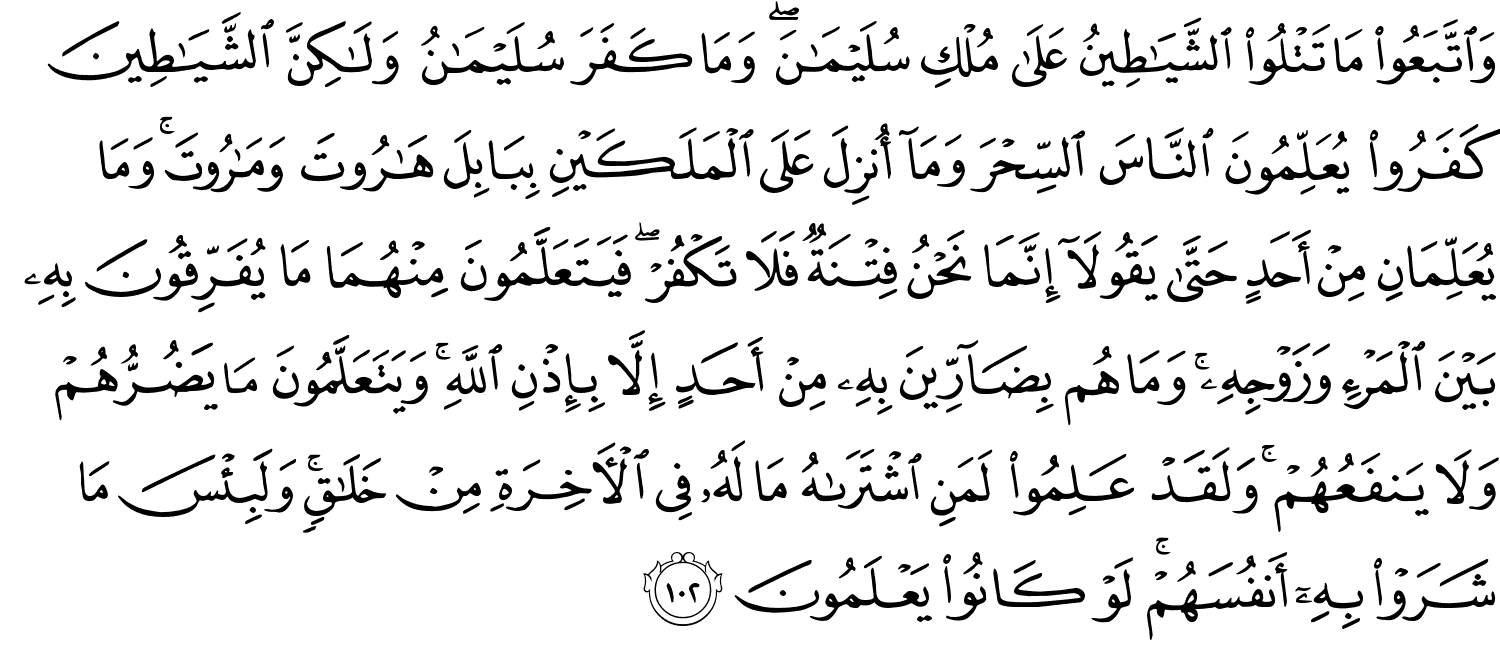 وَٱتَّبَعُوا۟ مَا تَتْلُوا۟ ٱلشَّيَـٰطِينُ عَلَىٰ مُلْكِ سُلَيْمَـٰنَ ۖ وَمَا كَفَرَ سُلَيْمَـٰنُ وَلَـٰكِنَّ ٱلشَّيَـٰطِينَ
كَفَرُوا۟ يُعَلِّمُونَ ٱلنَّاسَ ٱلسِّحْرَ وَمَآ أُنزِلَ عَلَى ٱلْمَلَكَيْنِ بِبَابِلَ هَـٰرُوتَ وَمَـٰرُوتَ ۚ وَمَا
يُعَلِّمَانِ مِنْ أَحَدٍ حَتَّىٰ يَقُولَآ إِنَّمَا نَحْنُ فِتْنَةٌ فَلَا تَكْفُرْ ۖ فَيَتَعَلَّمُونَ مِنْهُمَا مَا يُفَرِّقُونَ بِهِۦ
بَيْنَ ٱلْمَرْءِ وَزَوْجِهِۦ ۚ وَمَا هُم بِضَآرِّينَ بِهِۦ مِنْ أَحَدٍ إِلَّا بِإِذْنِ ٱللَّهِ ۚ وَيَتَعَلَّمُونَ مَا يَضُرُّهُمْ
وَلَا يَنفَعُهُمْ ۚ وَلَقَدْ عَلِمُوا۟ لَمَنِ ٱشْتَرَىٰهُ مَا لَهُۥ فِى ٱلْـَٔاخِرَةِ مِنْ خَلَـٰقٍ ۚ وَلَبِئْسَ مَا
شَرَوْا۟ بِهِۦٓ أَنفُسَهُمْ ۚ لَوْ كَانُوا۟ يَعْلَمُونَ ١٠٢